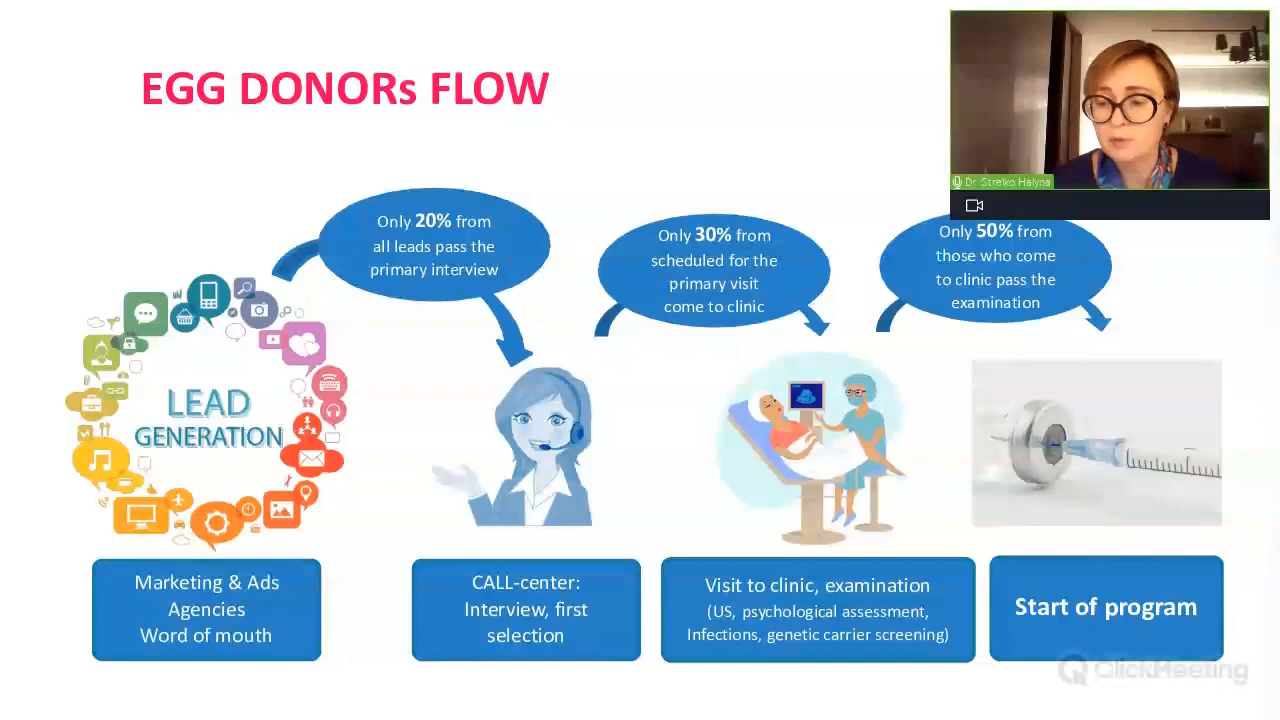 EGG DONORs FLOW
Dr. Strelko Halyna
Only 20% from
all leads pass the
primary interview
Only 30% from
scheduled for the
primary visit
come to clinic
Only 50% from
those who come
to clinic pass the
examination
LEAD
GENERATION
Marketing & Ads
Agencies
Word of mouth
CALL-center:
Interview, first
selection
Visit to clinic, examination
(US, psychological assessment,
Infections, genetic carrier screening)
Start of program
ClickMeeting